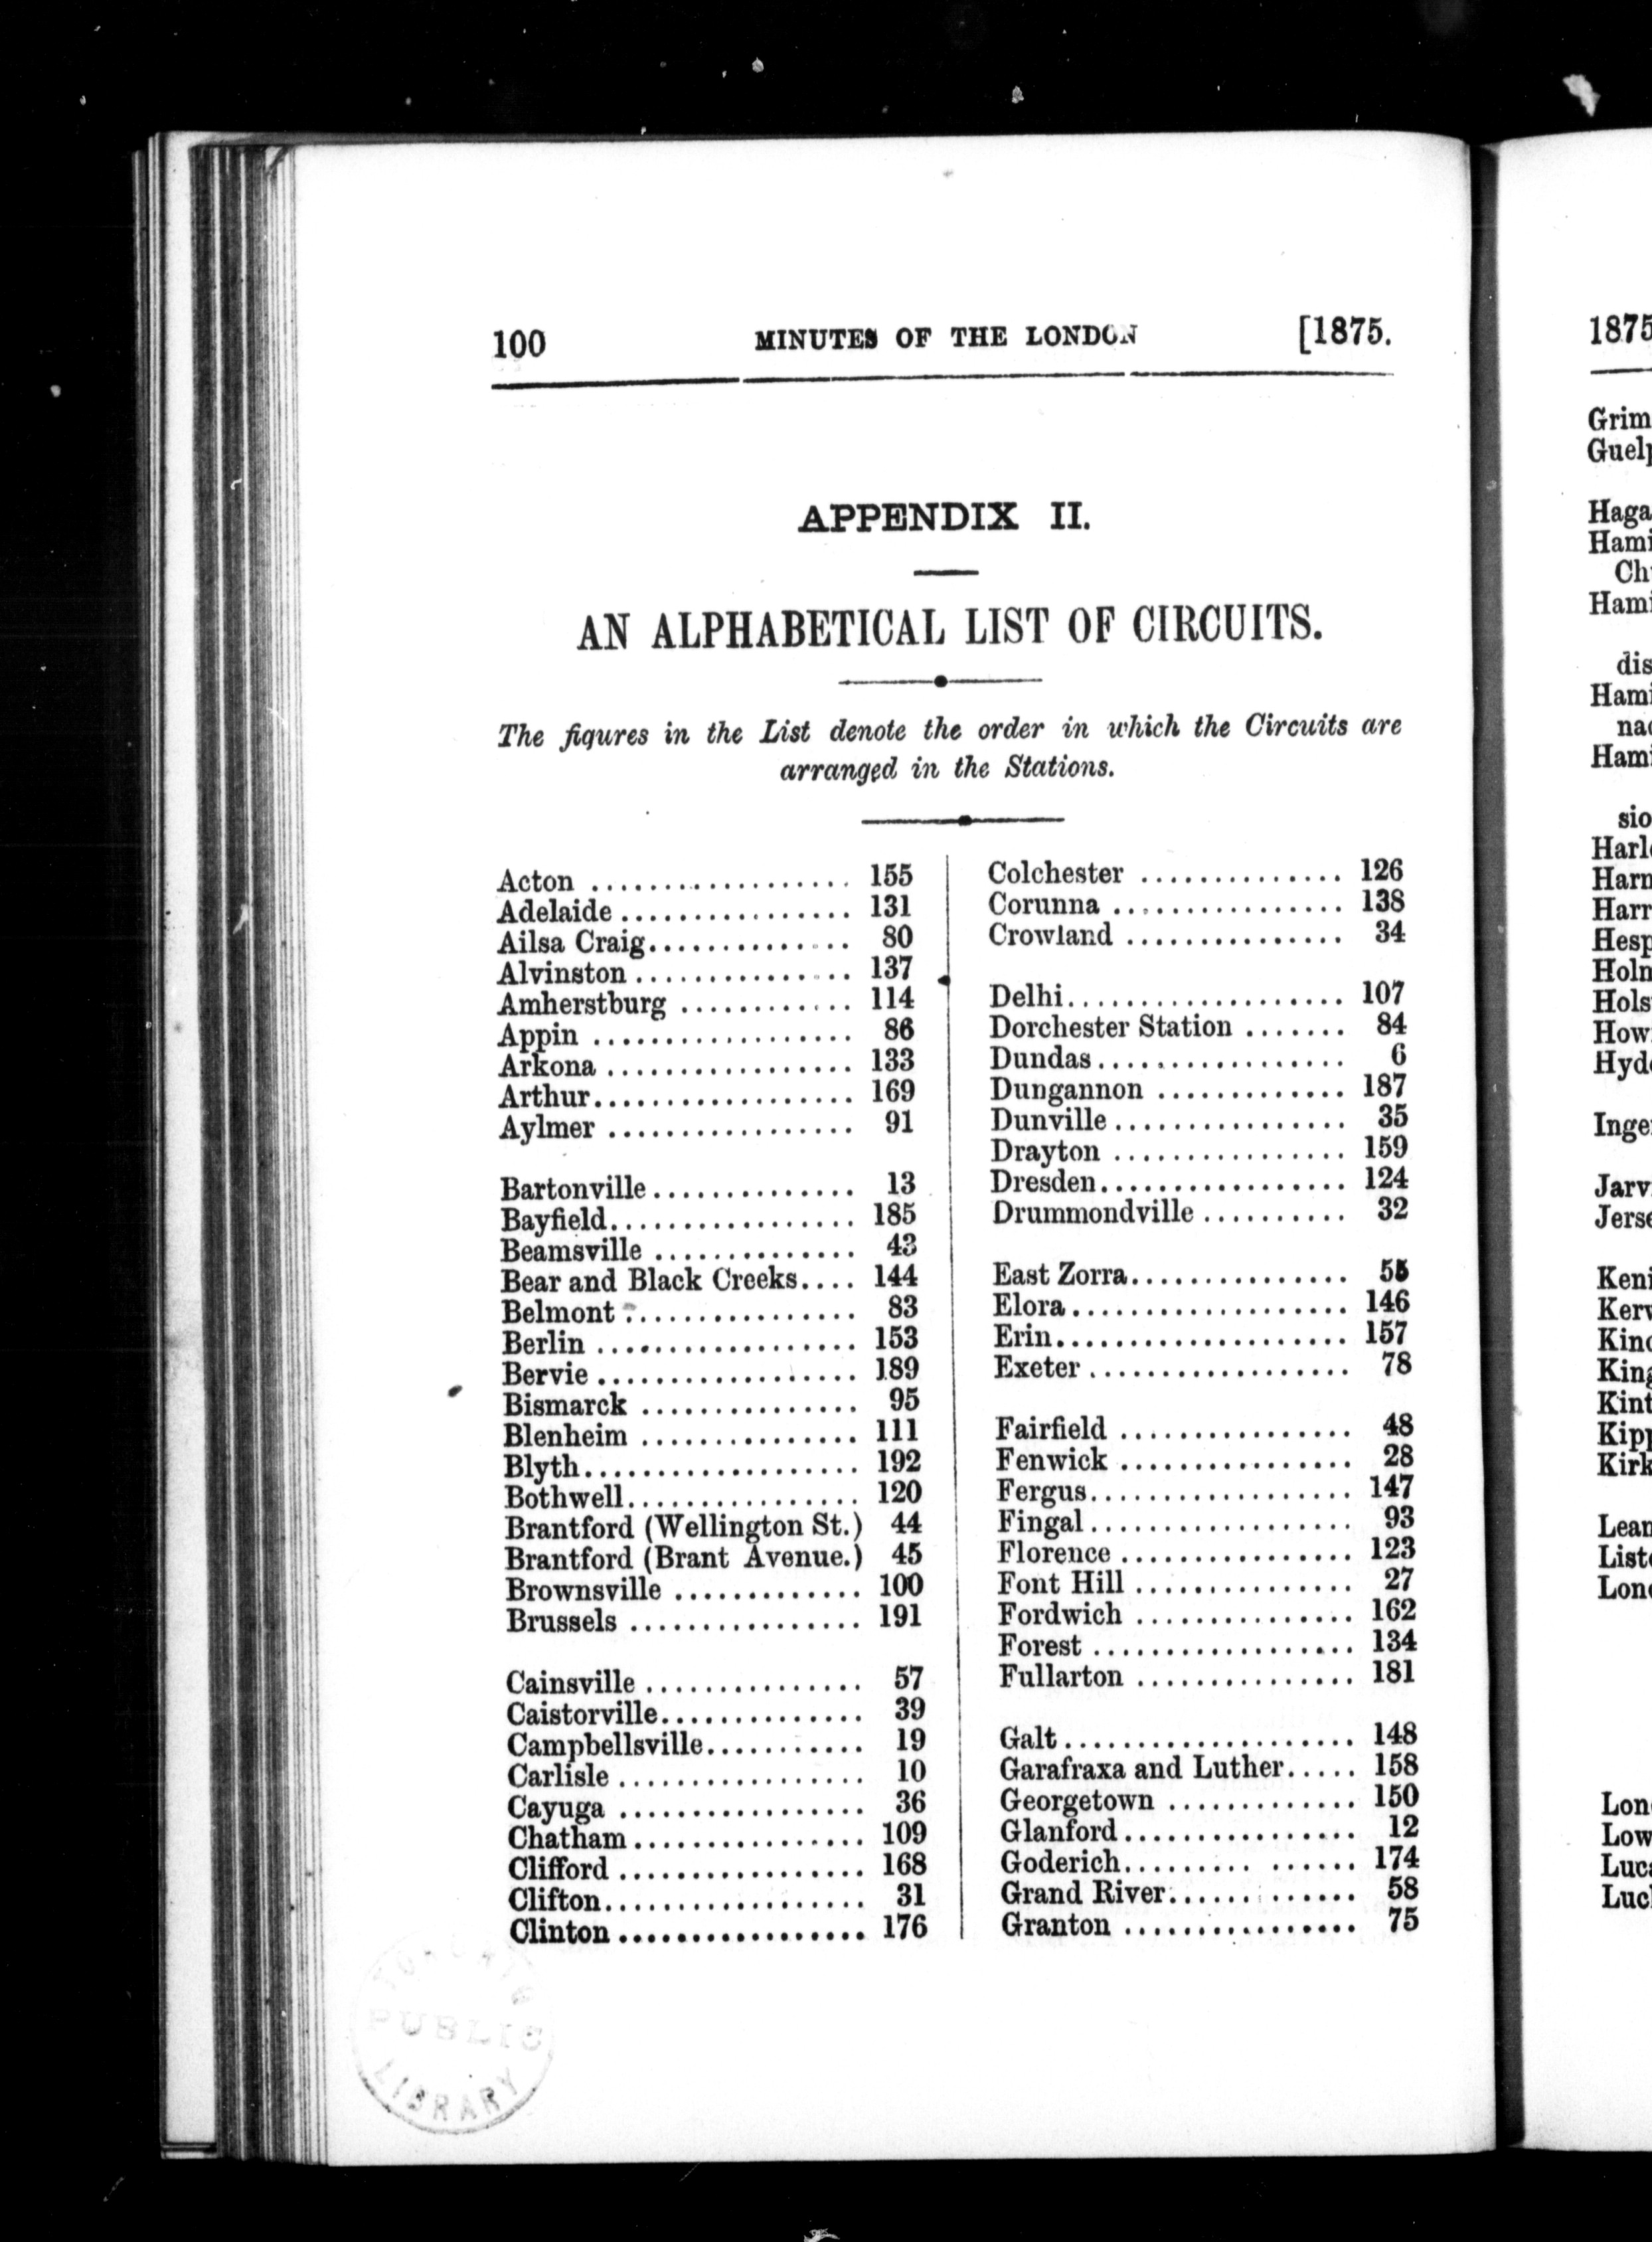 100 MINUTES OF THE LONDON [1875.
APPENDIX II.
AN ALPHABETICAL LIST OF CIRCUITS.
The figures in the List denote the order in which the Circuits are
arranged in the Stations.
Acton .................. 155
Adelaide ................ 131
Ailsa Craig.............. 80
Alvinston ............... 137
Amherstburg ............ 114
Appin .................. 86
Arkona ................. 133
Arthur.................. 169
Aylmer ................. 91
Bartonville.............. 13
Bayfield................. 185
Beamsville .............. 43
Bear and Black Creeks.... 144
Belmont ................ 83
Berlin .................. 153
Bervie .................. 189
Bismarck ............... 95
Blenheim ............... 111
Blyth................... 192
Bothwell................ 120
Brantford (Wellington St.) 44
Brantford (Brant Avenue.) 45
Brownsville ............. 100
Brussels ................ 191
Cainsville ............... 57
Caistorville.............. 39
Campbellsville........... 19
Carlisle ................. 10
Cayuga ................. 36
Chatham................ 109
Clifford ................. 168
Clifton.................. 31
Clinton ................. 176
Colchester .............. 126
Corunna ................ 138
Crowland ............... 34
Delhi................... 107
Dorchester Station ....... 84
Dundas................. 6
Dungannon ............. 187
Dunville ................ 35
Drayton ................ 159
Dresden................. 124
Drummondville .......... 32
East Zorra............... 55
Elora................... 146
Erin.................... 157
Exeter .................. 78
Fairfield ................ 48
Fenwick ................ 28
Fergus.................. 147
Fingal.................. 93
Florence ................ 123
Font Hill ............... 27
Fordwich ............... 162
Forest .................. 134
Fullarton ............... 181
Galt .................... 148
Garafraxa and Luther..... 158
Georgetown ............. 150
Glanford................ 12
Goderich......... ...... 174
Grand River............. 58
Granton ................ 75
PUBLIC
LIBRARY
1875